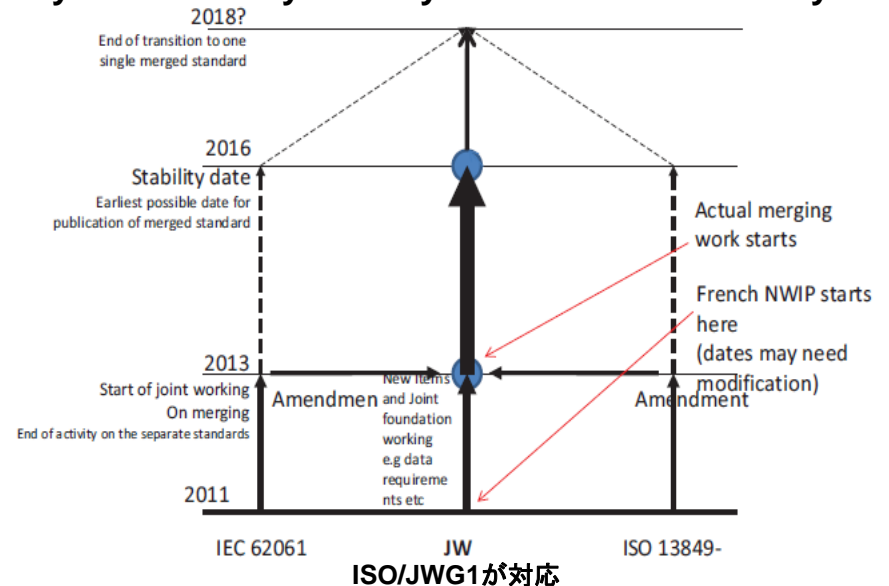 2018?
End of transition to one
single merged standard
2016
Stability date
Earliest possible date for
publication of merged standard
Actual merging
work starts
French NWIP starts
here
(dates may need
modification)
2013
Start of joint working
On merging
End of activity on the separate standards
Amendmen
New Items
and Joint
foundation
working
e.g data
requireme
nts etc
Amendment
2011
IEC 62061
JW
ISO 13849-
ISO/JWG1が対応